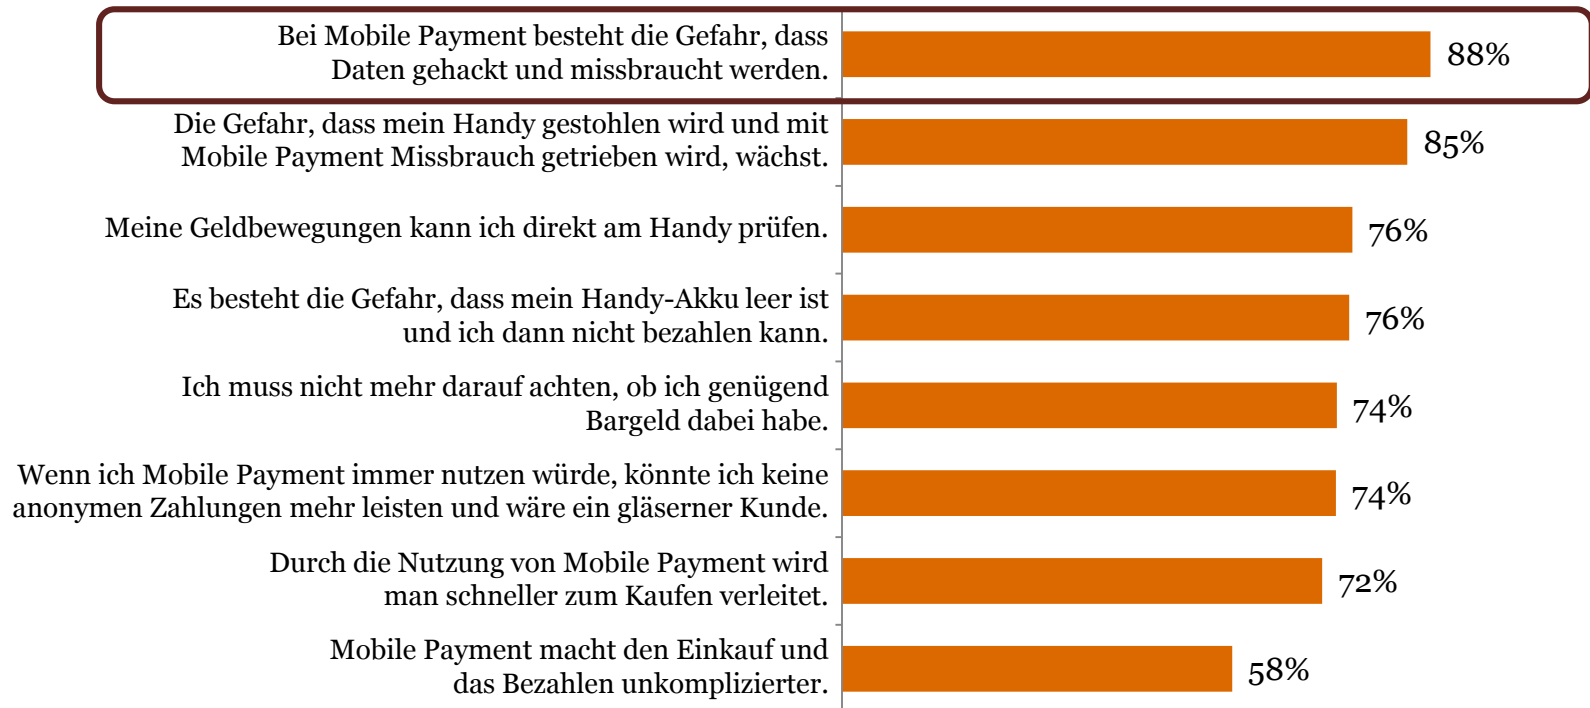 Bei Mobile Payment besteht die Gefahr, dass
Daten gehackt und missbraucht werden.
88%
Die Gefahr, dass mein Handy gestohlen wird und mit
Mobile Payment Missbrauch getrieben wird, wächst.
85%
Meine Geldbewegungen kann ich direkt am Handy prüfen.
76%
Es besteht die Gefahr, dass mein Handy-Akku leer ist
und ich dann nicht bezahlen kann.
76%
Ich muss nicht mehr darauf achten, ob ich genügend
Bargeld dabei habe.
74%
Wenn ich Mobile Payment immer nutzen würde, könnte ich keine
anonymen Zahlungen mehr leisten und wäre ein gläserner Kunde.
74%
Durch die Nutzung von Mobile Payment wird
man schneller zum Kaufen verleitet.
72%
Mobile Payment macht den Einkauf und
das Bezahlen unkomplizierter.
58%